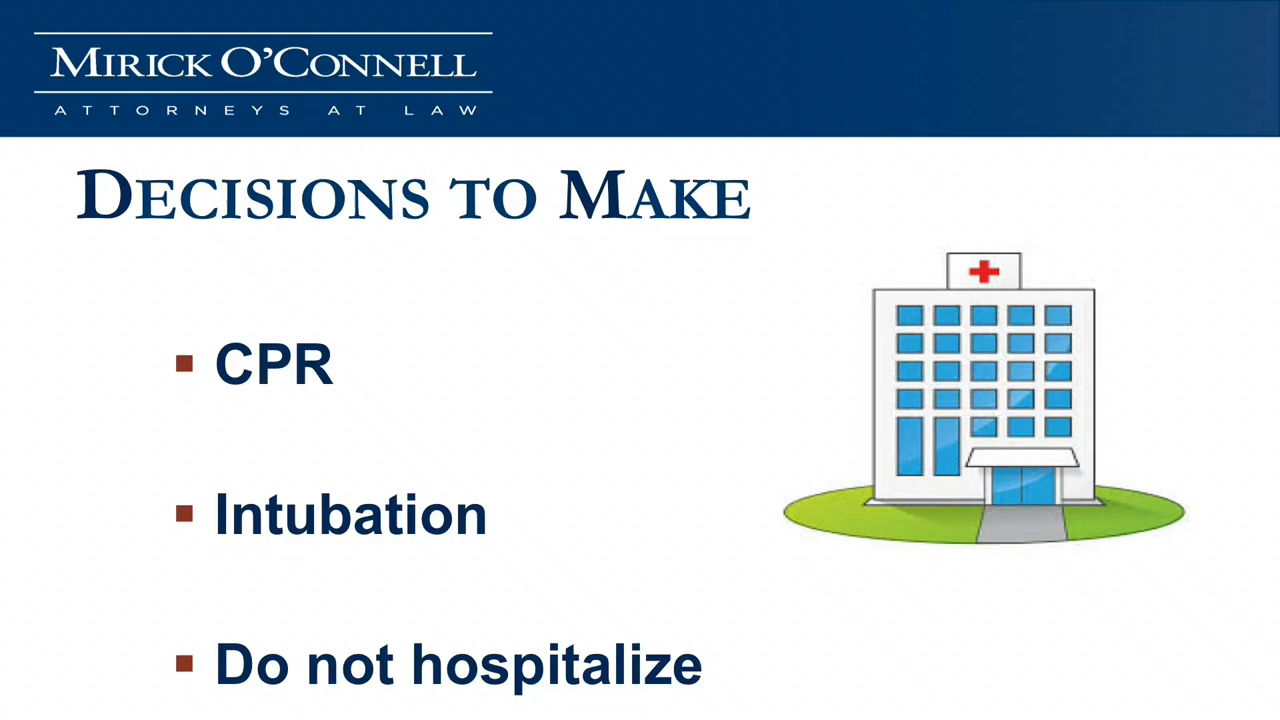 MIRICK O'CONNELL
ATTORNEYS AT LAW
DECISIONS TO MAKE
▪ CPR
▪ Intubation
▪ Do not hospitalize